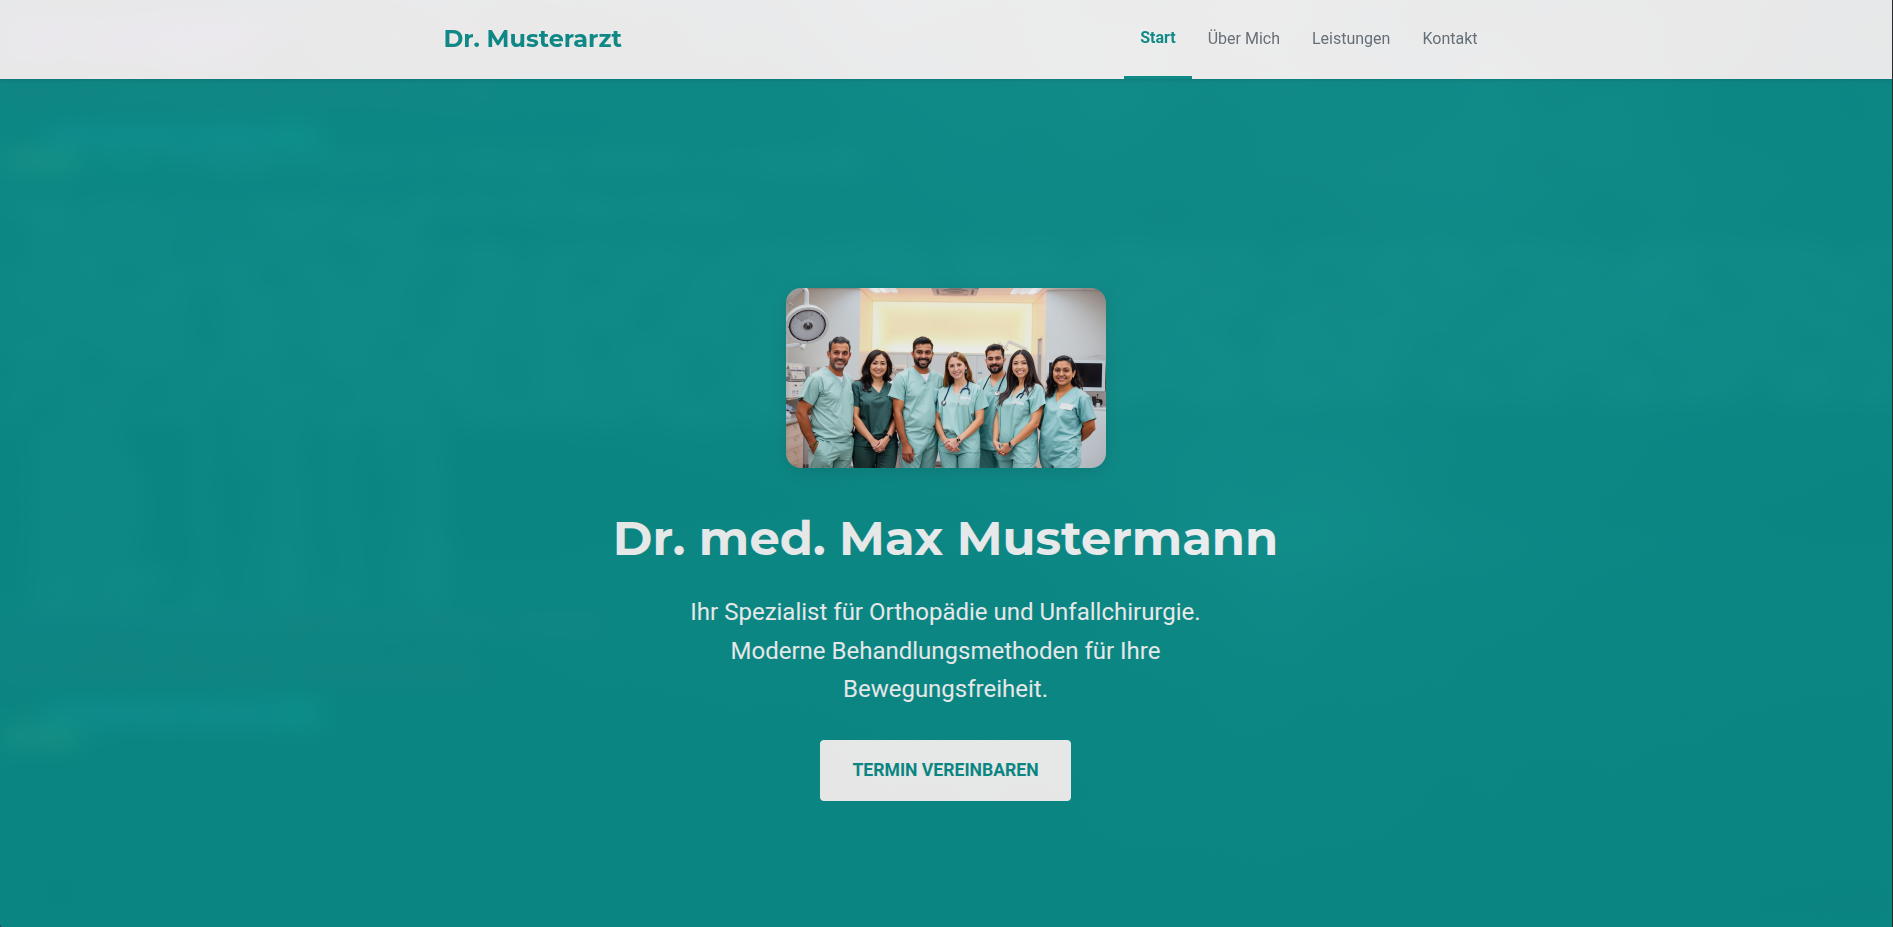 Dr. Musterarzt
Start
Über Mich
Leistungen
Kontakt
Dr. med. Max Mustermann
Ihr Spezialist für Orthopädie und Unfallchirurgie.
Moderne Behandlungsmethoden für Ihre
Bewegungsfreiheit.
TERMIN VEREINBAREN